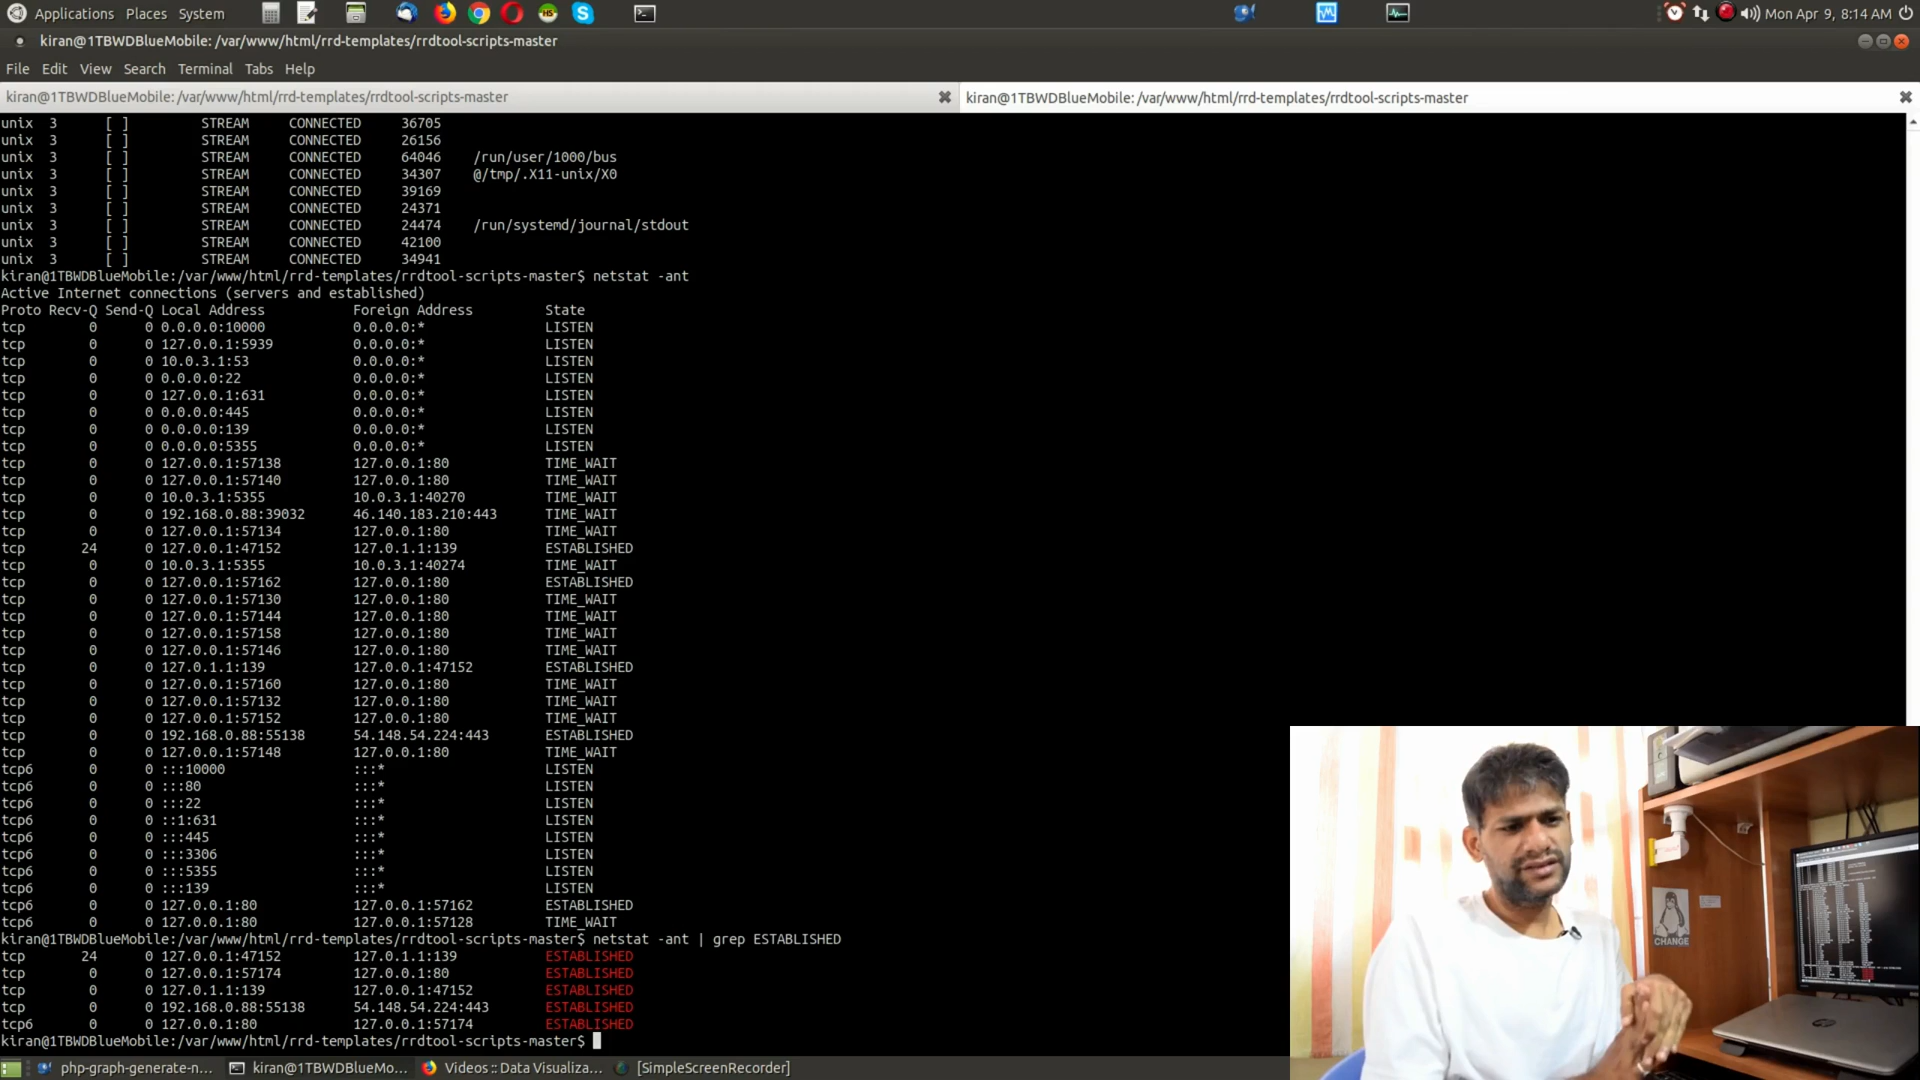 Applications Places System
Mon Apr 9, 8:14 AM
kiran@1TBWDBlueMobile: /var/www/html/rrd-templates/rrdtool-scripts-master
File Edit View Search Terminal Tabs Help
kiran@1TBWDBlueMobile: /var/www/html/rrd-templates/rrdtool-scripts-master
kiran@1TBWDBlueMobile: /var/www/html/rrd-templates/rrdtool-scripts-master
unix 3 [ ] STREAM CONNECTED 36705
unix 3 [ ] STREAM CONNECTED 26156
unix 3 [ ] STREAM CONNECTED 64046 /run/user/1000/bus
unix 3 [ ] STREAM CONNECTED 34307 @/tmp/.X11-unix/X0
unix 3 [ ] STREAM CONNECTED 39169
unix 3 [ ] STREAM CONNECTED 24371
unix 3 [ ] STREAM CONNECTED 24474 /run/systemd/journal/stdout
unix 3 [ ] STREAM CONNECTED 42100
unix 3 [ ] STREAM CONNECTED 34941
kiran@1TBWDBlueMobile:/var/www/html/rrd-templates/rrdtool-scripts-master$ netstat -ant
Active Internet connections (servers and established)
Proto Recv-Q Send-Q Local Address Foreign Address State
tcp 0 0 0.0.0.0:10000 0.0.0.0:* LISTEN
tcp 0 0 127.0.0.1:5939 0.0.0.0:* LISTEN
tcp 0 0 10.0.3.1:53 0.0.0.0:* LISTEN
tcp 0 0 0.0.0.0:22 0.0.0.0:* LISTEN
tcp 0 0 127.0.0.1:631 0.0.0.0:* LISTEN
tcp 0 0 0.0.0.0:445 0.0.0.0:* LISTEN
tcp 0 0 0.0.0.0:139 0.0.0.0:* LISTEN
tcp 0 0 0.0.0.0:5355 0.0.0.0:* LISTEN
tcp 0 0 127.0.0.1:57138 127.0.0.1:80 TIME_WAIT
tcp 0 0 127.0.0.1:57140 127.0.0.1:80 TIME_WAIT
tcp 0 0 10.0.3.1:5355 10.0.3.1:40270 TIME_WAIT
tcp 0 0 192.168.0.88:39032 46.140.183.210:443 TIME_WAIT
tcp 0 0 127.0.0.1:57134 127.0.0.1:80 TIME_WAIT
tcp 24 0 127.0.0.1:47152 127.0.1.1:139 ESTABLISHED
tcp 0 0 10.0.3.1:5355 10.0.3.1:40274 TIME_WAIT
tcp 0 0 127.0.0.1:57162 127.0.0.1:80 ESTABLISHED
tcp 0 0 127.0.0.1:57130 127.0.0.1:80 TIME_WAIT
tcp 0 0 127.0.0.1:57144 127.0.0.1:80 TIME_WAIT
tcp 0 0 127.0.0.1:57158 127.0.0.1:80 TIME_WAIT
tcp 0 0 127.0.0.1:57146 127.0.0.1:80 TIME_WAIT
tcp 0 0 127.0.1.1:139 127.0.0.1:47152 ESTABLISHED
tcp 0 0 127.0.0.1:57160 127.0.0.1:80 TIME_WAIT
tcp 0 0 127.0.0.1:57132 127.0.0.1:80 TIME_WAIT
tcp 0 0 127.0.0.1:57152 127.0.0.1:80 TIME_WAIT
tcp 0 0 192.168.0.88:55138 54.148.54.224:443 ESTABLISHED
tcp 0 0 127.0.0.1:57148 127.0.0.1:80 TIME_WAIT
tcp6 0 0 :::10000 :::* LISTEN
tcp6 0 0 :::80 :::* LISTEN
tcp6 0 0 :::22 :::* LISTEN
tcp6 0 0 ::1:631 :::* LISTEN
tcp6 0 0 :::445 :::* LISTEN
tcp6 0 0 :::3306 :::* LISTEN
tcp6 0 0 :::5355 :::* LISTEN
tcp6 0 0 :::139 :::* LISTEN
tcp6 0 0 127.0.0.1:80 127.0.0.1:57162 ESTABLISHED
tcp6 0 0 127.0.0.1:80 127.0.0.1:57128 TIME_WAIT
kiran@1TBWDBlueMobile:/var/www/html/rrd-templates/rrdtool-scripts-master$ netstat -ant | grep ESTABLISHED
tcp 24 0 127.0.0.1:47152 127.0.1.1:139 ESTABLISHED
tcp 0 0 127.0.0.1:57174 127.0.0.1:80 ESTABLISHED
tcp 0 0 127.0.1.1:139 127.0.0.1:47152 ESTABLISHED
tcp 0 0 192.168.0.88:55138 54.148.54.224:443 ESTABLISHED
tcp6 0 0 127.0.0.1:80 127.0.0.1:57174 ESTABLISHED
kiran@1TBWDBlueMobile:/var/www/html/rrd-templates/rrdtool-scripts-master$
CHANGE
php-graph-generate-n... kiran@1TBWDBlueMo... Videos :: Data Visualiza... [SimpleScreenRecorder]